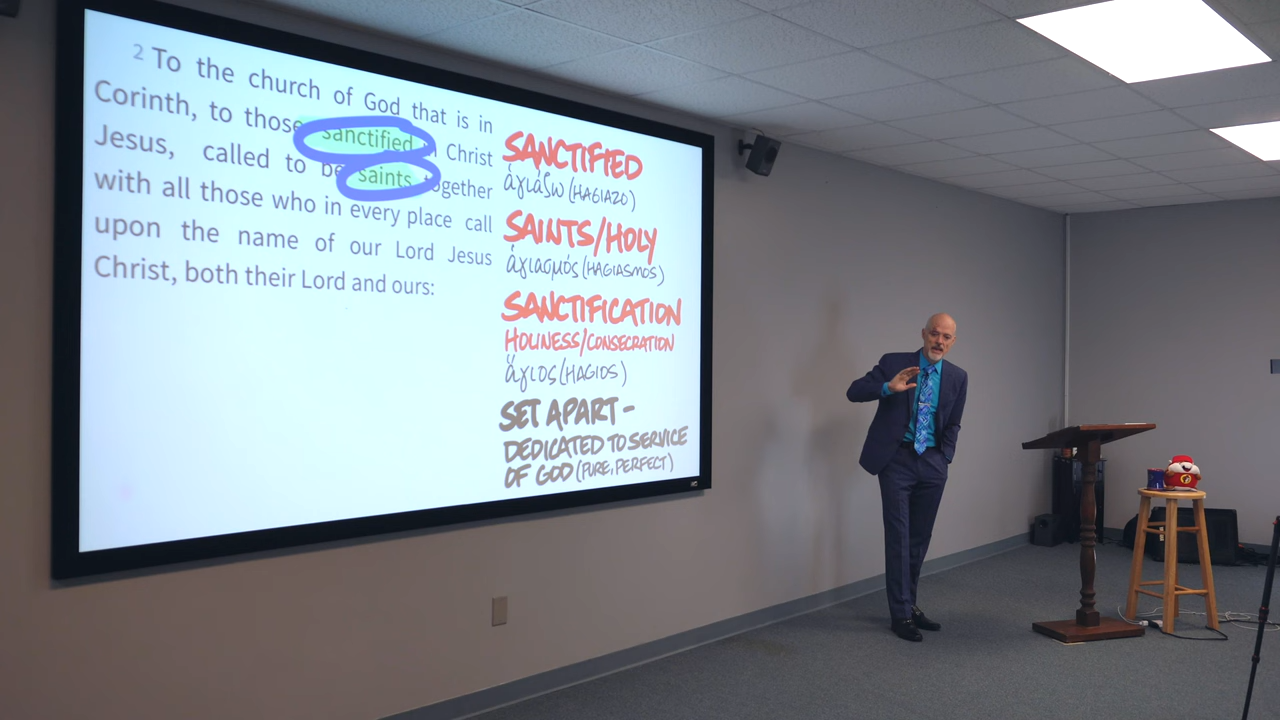 2 To the church of God that is in
Corinth, to those sanctified in Christ
Jesus, called to be saints together
with all those who in every place call
upon the name of our Lord Jesus
Christ, both their Lord and ours:
SANCTIFIED
ἁγιάζω (HAGIAZO)
SAINTS/HOLY
ἁγιασμός (HAGIASMOS)
SANCTIFICATION
HOLINESS/CONSECRATION
ἅγιος (HAGIOS)
SET APART -
DEDICATED TO SERVICE
OF GOD (PURE, PERFECT)